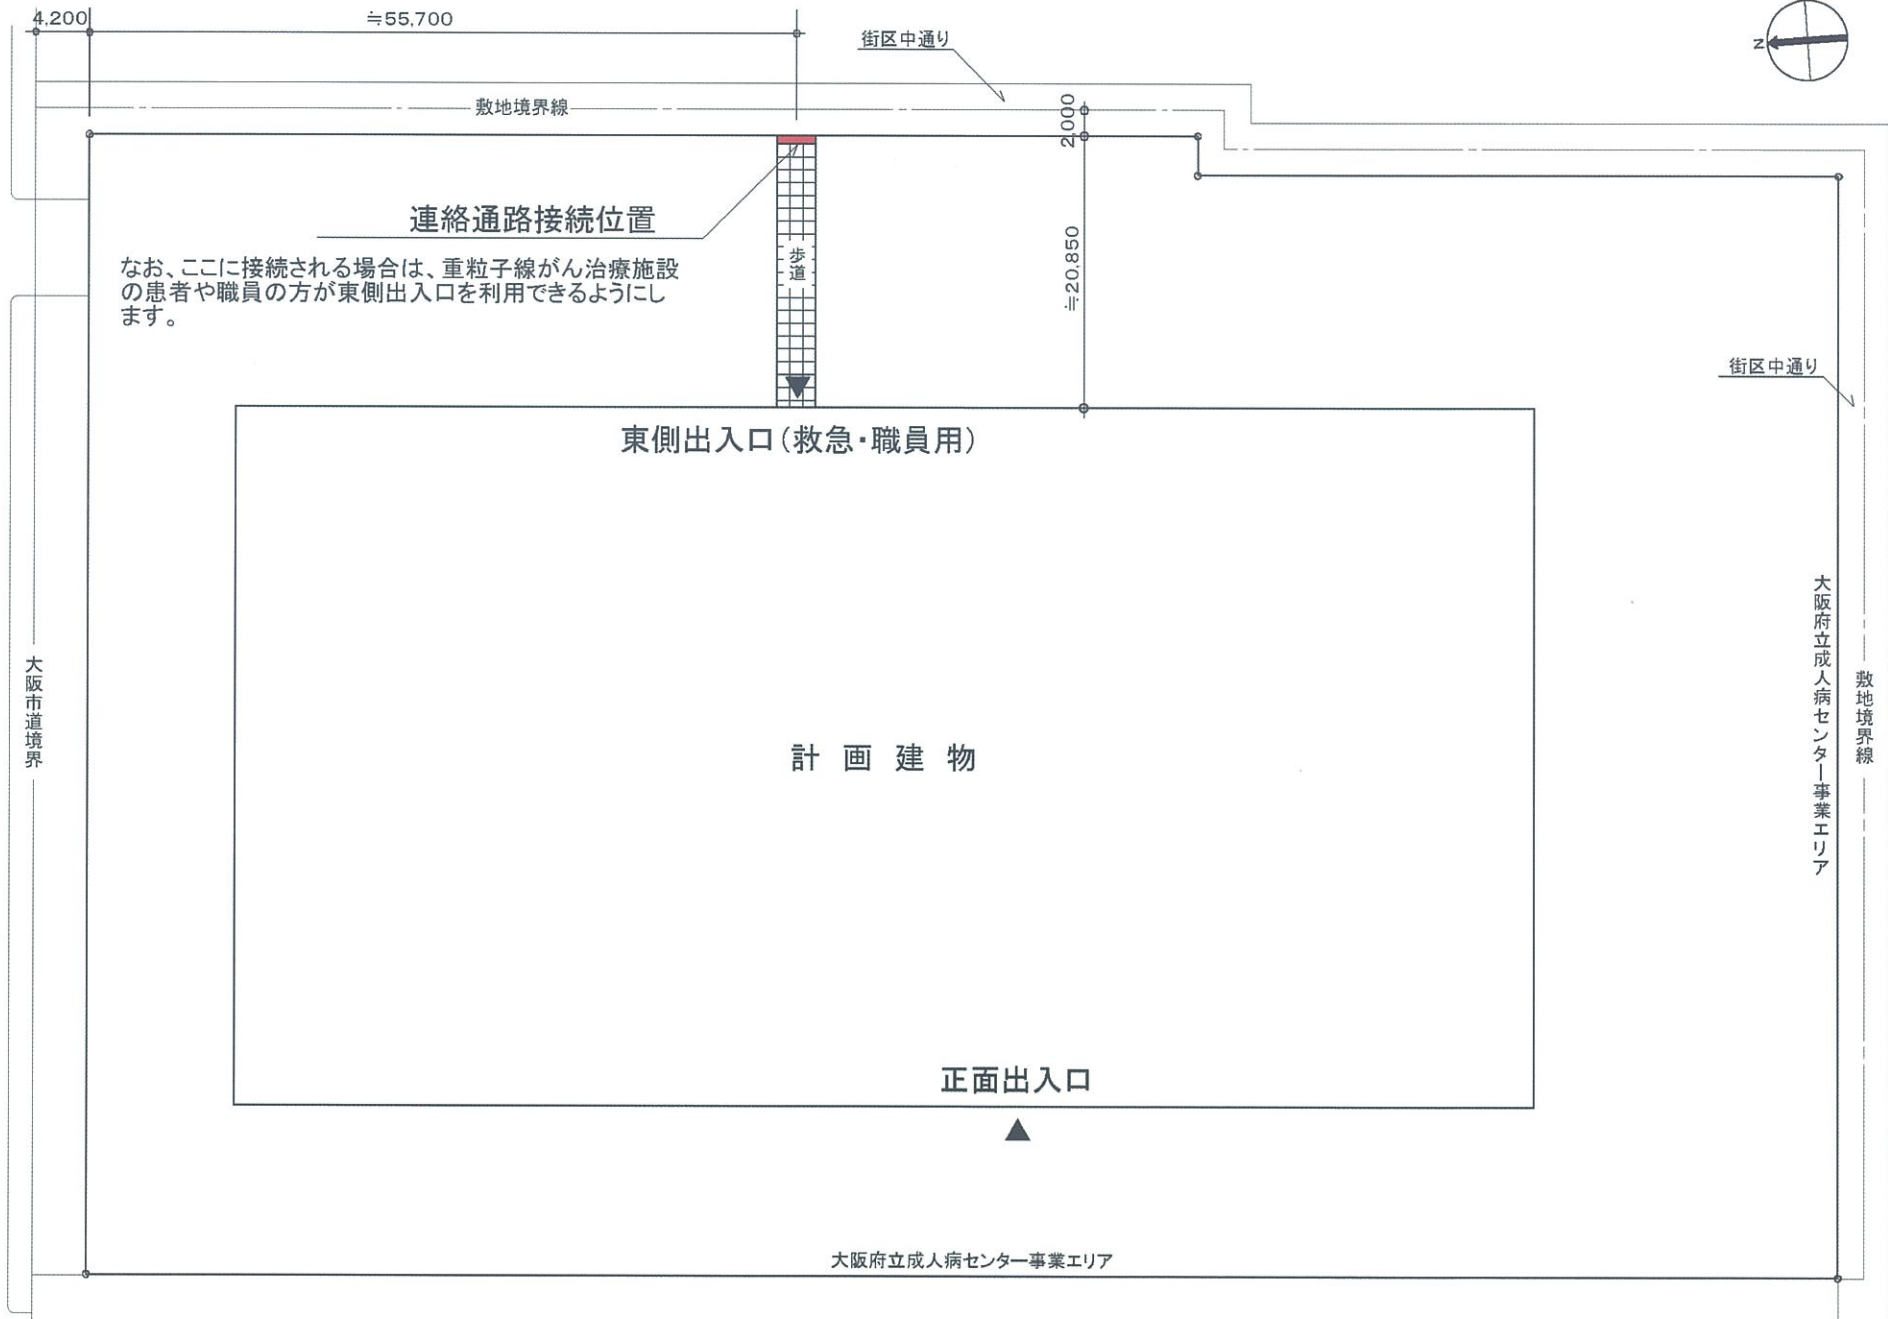 4,200
≒55,700
街区中通り
N
敷地境界線
2,000
連絡通路接続位置
なお、ここに接続される場合は、重粒子線がん治療施設
の患者や職員の方が東側出入口を利用できるようにし
ます。
歩道
≒20,850
街区中通り
東側出入口(救急・職員用)
大阪市道境界
計画建物
大阪府立成人病センター事業エリア
敷地境界線
正面出入口
大阪府立成人病センター事業エリア